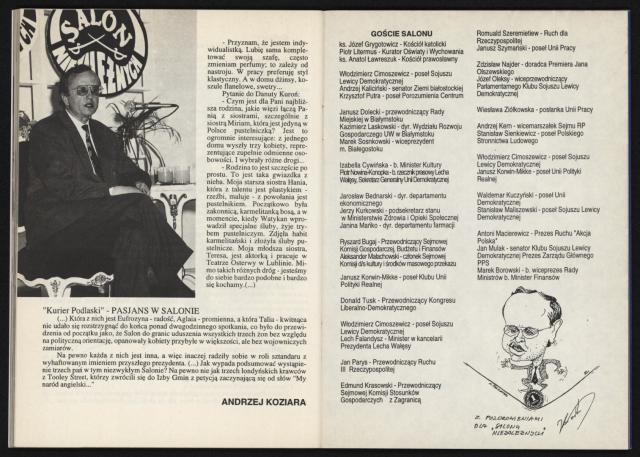 SALON
NIEZALEŻNYCH
- Przyznam, że jestem indy-
widualistką. Lubię sama komple-
tować swoją szafę, często
zmieniam perfumy; to zależy od
nastroju. W pracy preferuję styl
klasyczny. A w domu dżinsy, ko-
szule flanelowe, swetry...
Pytanie do Danuty Kuroń:
- Czym jest dla Pani najbliż-
sza rodzina, jakie więzi łączą Pa-
nią z siostrami, szczególnie z
siostrą Miriam, która jest jedyną w
Polsce pustelniczką? Jest to
ogromnie interesujące: z jednego
domu wyszły trzy kobiety, repre-
zentujące zupełnie odmienne oso-
bowości. I wybrały różne drogi...
- Rodzina to jest szczęście po
prostu. To jest taka gwiazdka z
nieba. Moja starsza siostra Hania,
która z talentu jest plastykiem -
rzeźbi, maluje - z powołania jest
pustelnikiem. Początkowo była
zakonnicą, karmelitanką bosą, a w
momencie, kiedy Watykan wpro-
wadził specjalne śluby, żyje try-
bem pustelniczym. Zdjęła habit
karmelitański i złożyła śluby pu-
stelnicze. Moja młodsza siostra,
Teresa, jest aktorką i pracuje w
Teatrze Osterwy w Lublinie. Mi-
mo takich różnych dróg - jesteśmy
do siebie bardzo podobne i bardzo
się kochamy.(...)
"Kurier Podlaski" - PASJANS W SALONIE
(...) Która z nich jest Eufrozyna - radość, Aglaia - promienna, a która Talia - kwitnąca
nie udało się rozstrzygnąć do końca ponad dwugodzinnego spotkania, co było do przewi-
dzenia od początku jako, że Salon do granic uduszenia wszystkich trzech żon bez względu
na polityczną orientację, opanowały kobiety przybyłe w większości, ale bez wojowniczych
zamiarów.
Na pewno każda z nich jest inna, a więc inaczej radziły sobie w roli sztandaru z
wyhaftowanym imieniem przyszłego prezydenta. (...) Jak wypada podsumować wystąpie-
nie trzech pań w tym niezwykłym Salonie? Na pewno nie jak trzech londyńskich krawców
z Tooley Street, którzy zwrócili się do Izby Gmin z petycją zaczynającą się od słów "My
naród angielski..."
ANDRZEJ KOZIARA
GOŚCIE SALONU
ks. Józef Grygotowicz - Kościół katolicki
Piotr Litermus - Kurator Oświaty i Wychowania
ks. Anatol Ławreszuk - Kościół prawosławny
Włodzimierz Cimoszewicz - poseł Sojuszu
Lewicy Demokratycznej
Andrzej Kaliciński - senator Ziemi białostockiej
Krzysztof Putra - poseł Porozumienia Centrum
Janusz Dolecki - przewodniczący Rady
Miejskiej w Białymstoku
Kazimierz Laskowski - dyr. Wydziału Rozwoju
Gospodarczego UW w Białymstoku
Marek Sosnkowski - wiceprezydent
m. Białegostoku
Izabella Cywińska - b. Minister Kultury
Piotr Nowina-Konopka - b. rzecznik prasowy Lecha
Wałęsy, Sekretarz Generalny Unii Demokratycznej
Jarosław Bednarski - dyr. departamentu
ekonomicznego
Jerzy Kurkowski - podsekretarz stanu
w Ministerstwie Zdrowia i Opieki Społecznej
Janina Mańko - dyr. departamentu farmacji
Ryszard Bugaj - Przewodniczący Sejmowej
Komisji Gospodarczej, Budżetu i Finansów
Aleksander Małachowski - członek Sejmowej
Komisji d/s kultury i środków masowego przekazu
Janusz Korwin-Mikke - poseł Klubu Unii
Polityki Realnej
Donald Tusk - Przewodniczący Kongresu
Liberalno-Demokratycznego
Włodzimierz Cimoszewicz - poseł Sojuszu
Lewicy Demokratycznej
Lech Falandysz - Minister w kancelarii
Prezydenta Lecha Wałęsy
Jan Parys - Przewodniczący Ruchu
III Rzeczypospolitej
Edmund Krasowski - Przewodniczący
Sejmowej Komisji Stosunków
Gospodarczych z Zagranicą
Romuald Szeremietiew - Ruch dla
Rzeczypospolitej
Janusz Szymański - poseł Unii Pracy
Zdzisław Najder - doradca Premiera Jana
Olszewskiego
Józef Oleksy - wiceprzewodniczący
Parlamentarnego Klubu Sojuszu Lewicy
Demokratycznej
Wiesława Ziółkowska - posłanka Unii Pracy
Andrzej Kern - wicemarszałek Sejmu RP
Stanisław Sienkiewicz - poseł Polskiego
Stronnictwa Ludowego
Włodzimierz Cimoszewicz - poseł Sojuszu
Lewicy Demokratycznej
Janusz Korwin-Mikke - poseł Unii Polityki
Realnej
Waldemar Kuczyński - poseł Unii
Demokratycznej
Stanisław Maliszewski - poseł Sojuszu Lewicy
Demokratycznej
Antoni Macierewicz - Prezes Ruchu "Akcja
Polska"
Jan Mulak - senator Klubu Sojuszu Lewicy
Demokratycznej Prezes Zarządu Głównego
PPS
Marek Borowski - b. wiceprezes Rady
Ministrów b. Minister Finansów
Z POZDROWIENIAMI
DLA "SALONU
NIEZALEŻNYCH"